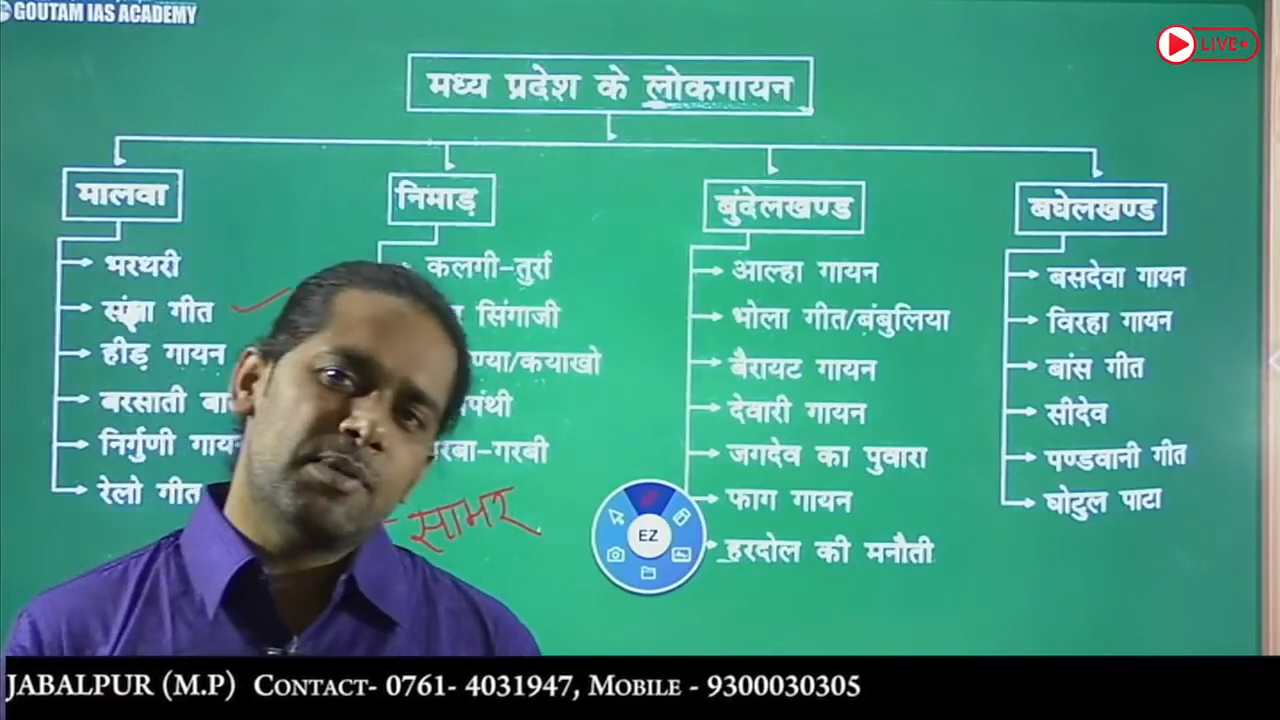 GOUTAM IAS ACADEMY
LIVE
मध्य प्रदेश के लोकगायन
मालवा
निमाड़
बुंदेलखण्ड
बघेलखण्ड
भरथरी
गीत
हीड़ गायन
बरसाती
निर्गुणी
रेलो गीत
कलगी-तुर्रा
सिंगाजी
कयाखो
गरबी
आल्हा गायन
भोला गीत/बंबुलिया
बैरायट गायन
देवारी गायन
जगदेव का पुवारा
फाग गायन
हरदोल की मनौती
बसदेवा गायन
विरहा गायन
बांस गीत
सीदेव
पण्डवानी गीत
घोटुल पाटा
EZ
JABALPUR (M.P) CONTACT- 0761- 4031947, MOBILE - 9300030305